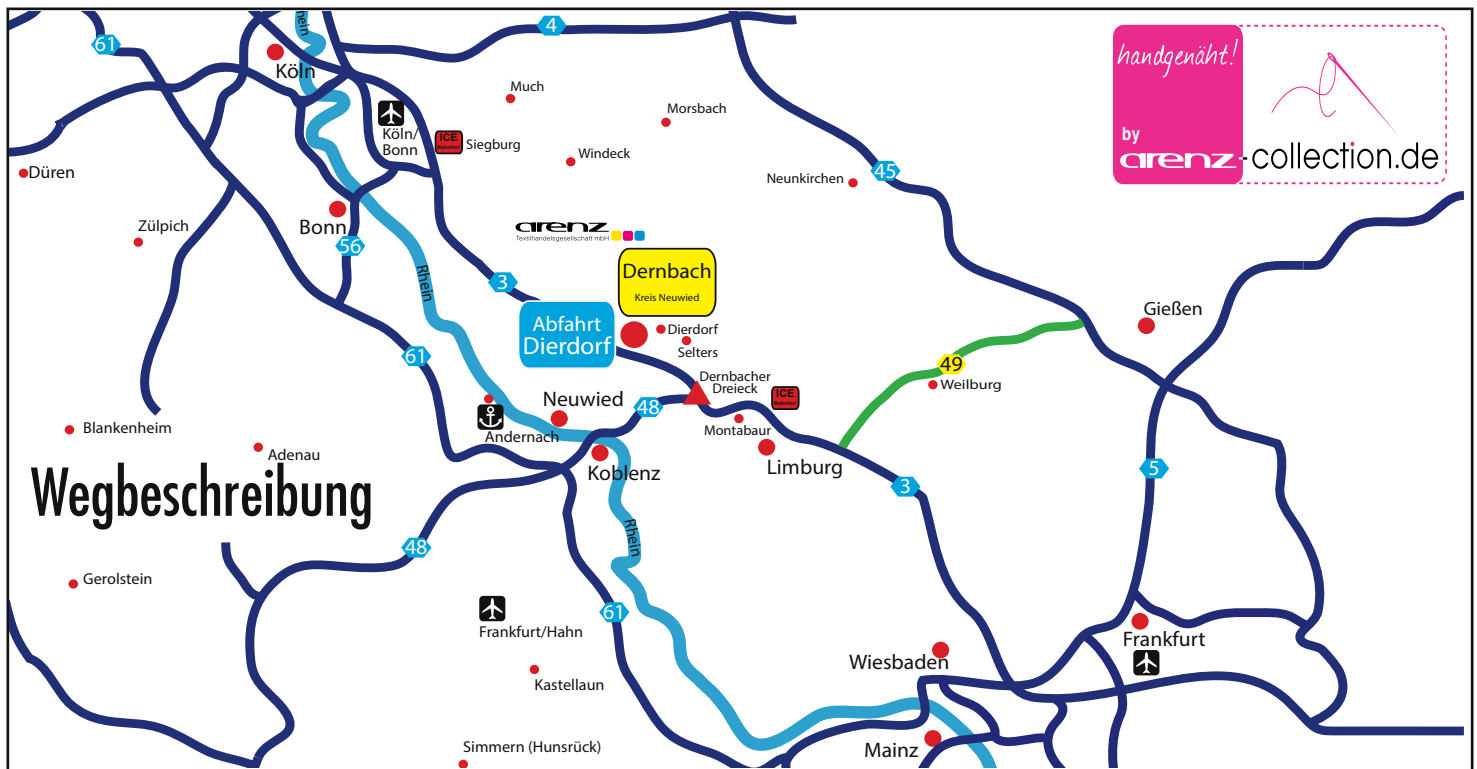 61
4
Rhein
Köln
Much
Morsbach
Köln/
Bonn
ICE
Bahnhof
Siegburg
Windeck
Düren
Neunkirchen
45
handgenäht!
by
arenz-collection.de
Zülpich
Bonn
56
arenz
Textilhandelsgesellschaft mbH
Rhein
3
Dernbach
Kreis Neuwied
Abfahrt
Dierdorf
Dierdorf
Selters
Gießen
61
49
Weilburg
Dernbacher
Dreieck
ICE
Bahnhof
Neuwied
48
Andernach
Montabaur
Blankenheim
Adenau
Koblenz
Limburg
5
3
Wegbeschreibung
Rhein
48
Gerolstein
61
Frankfurt/Hahn
Frankfurt
Wiesbaden
Kastellaun
Simmern (Hunsrück)
Mainz